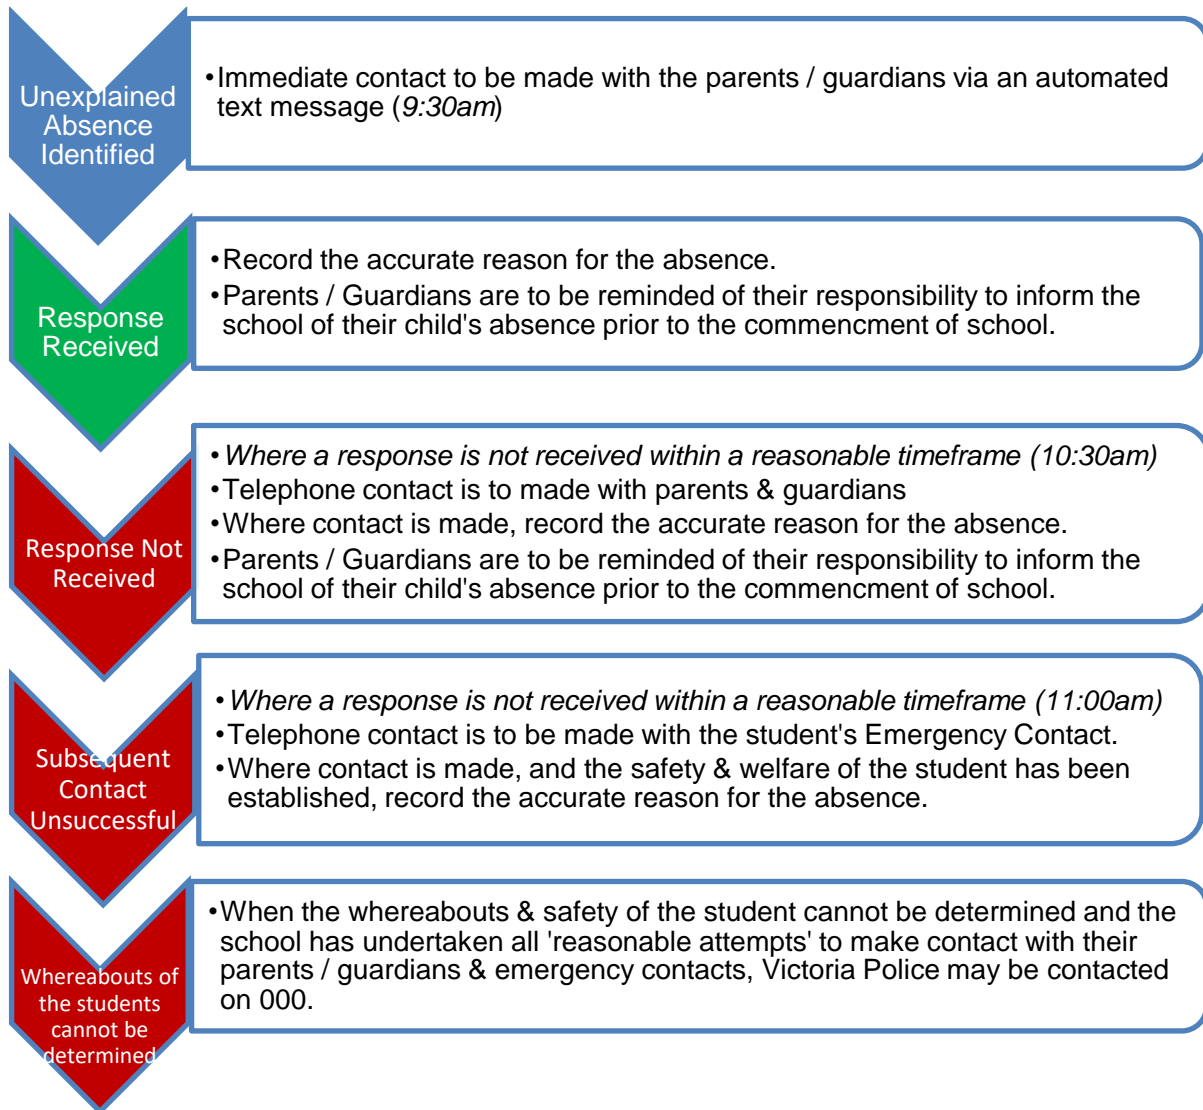 Unexplained
Absence
Identified
•Immediate contact to be made with the parents / guardians via an automated
text message (9:30am)
Response
Received
•Record the accurate reason for the absence.
•Parents / Guardians are to be reminded of their responsibility to inform the
school of their child's absence prior to the commencment of school.
Response Not
Received
•Where a response is not received within a reasonable timeframe (10:30am)
•Telephone contact is to made with parents & guardians
•Where contact is made, record the accurate reason for the absence.
•Parents / Guardians are to be reminded of their responsibility to inform the
school of their child's absence prior to the commencment of school.
Subsequent
Contact
Unsuccessful
•Where a response is not received within a reasonable timeframe (11:00am)
•Telephone contact is to be made with the student's Emergency Contact.
•Where contact is made, and the safety & welfare of the student has been
established, record the accurate reason for the absence.
Whereabouts of
the students
cannot be
determined
•When the whereabouts & safety of the student cannot be determined and the
school has undertaken all 'reasonable attempts' to make contact with their
parents / guardians & emergency contacts, Victoria Police may be contacted
on 000.